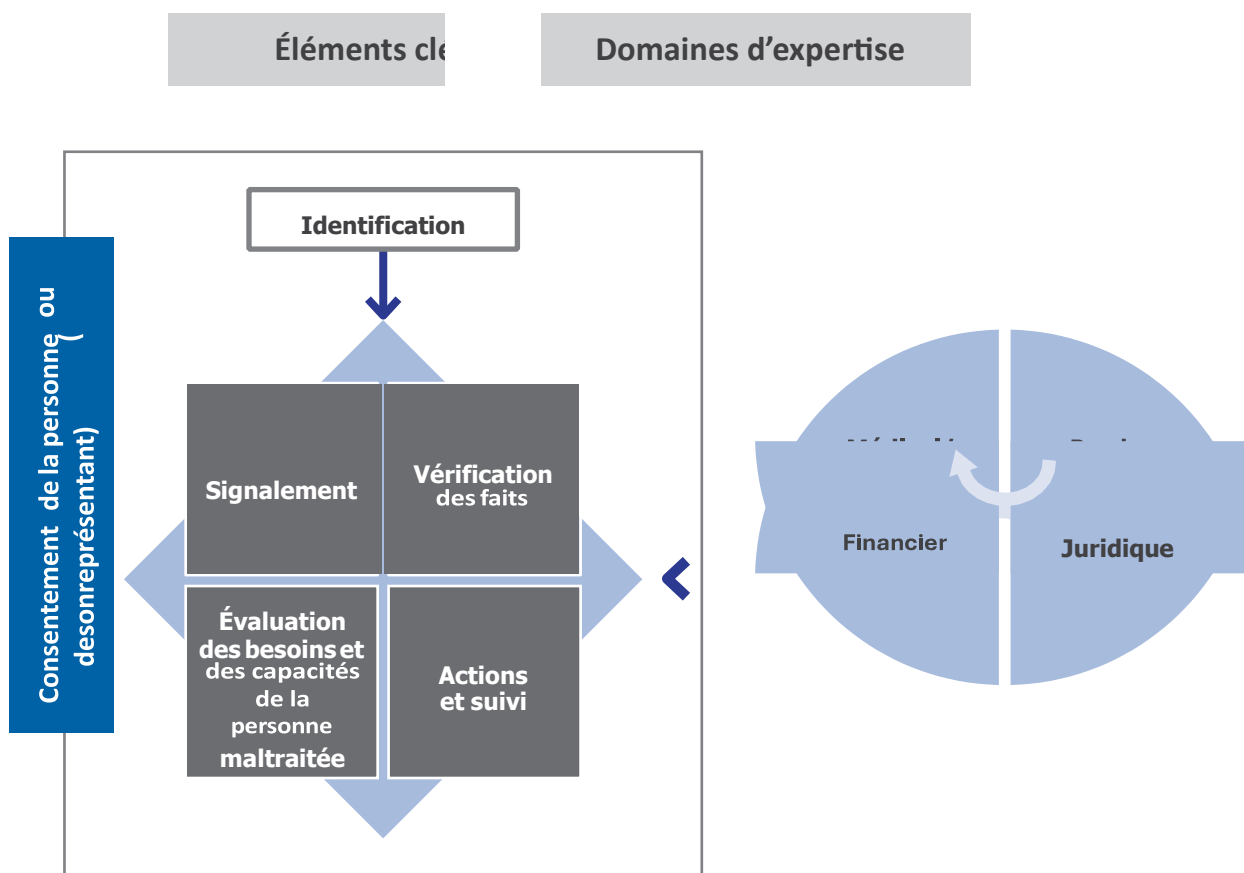 Éléments clé
Domaines d'expertise
Identification
Consentement de la personne ou
(
desonreprésentant)
Signalement
Vérification
des faits
Évaluation
des besoins et
des capacités
de la
personne
maltraitée
Actions
et suivi
Financier
Juridique